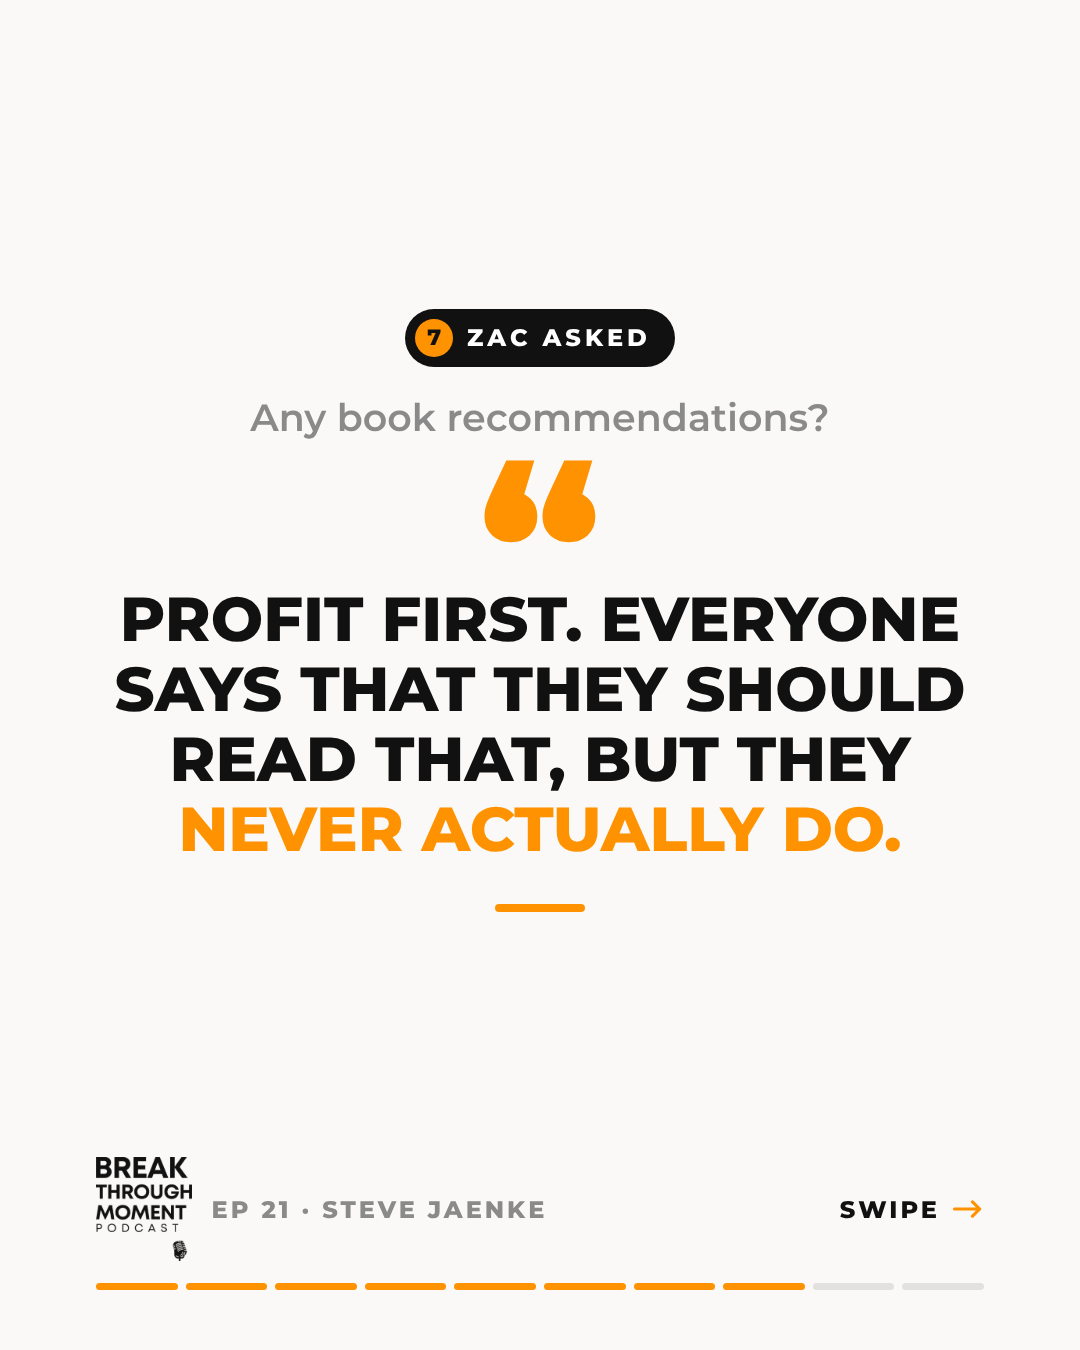 7 ZAC ASKED
Any book recommendations?
“
PROFIT FIRST. EVERYONE
SAYS THAT THEY SHOULD
READ THAT, BUT THEY
NEVER ACTUALLY DO.
BREAK
THROUGH
MOMENT
PODCAST
EP 21 · STEVE JAENKE
SWIPE →